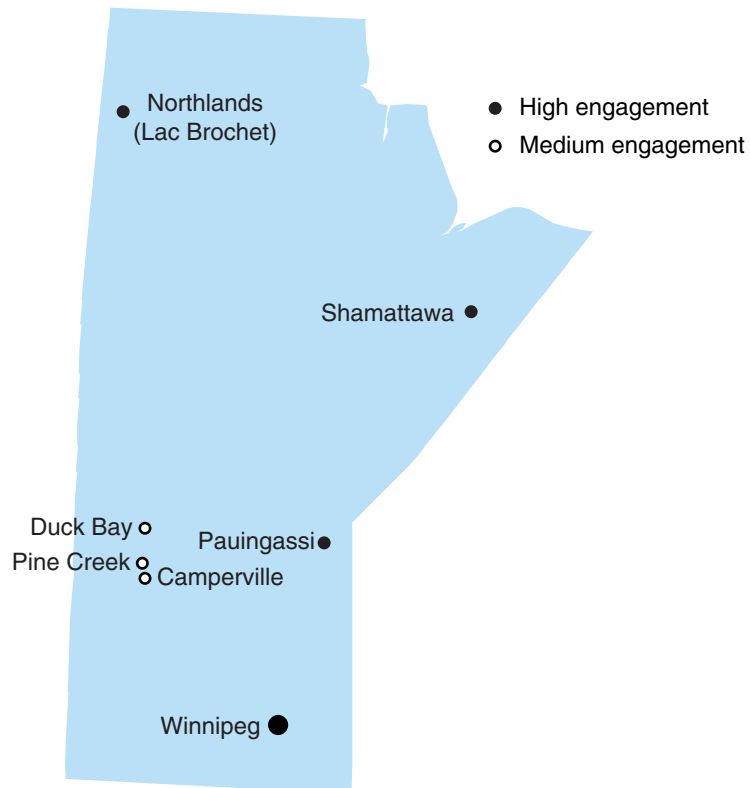 Northlands
(Lac Brochet)
High engagement
Medium engagement
Shamattawa
Duck Bay
Pauingassi
Pine Creek
Camperville
Winnipeg